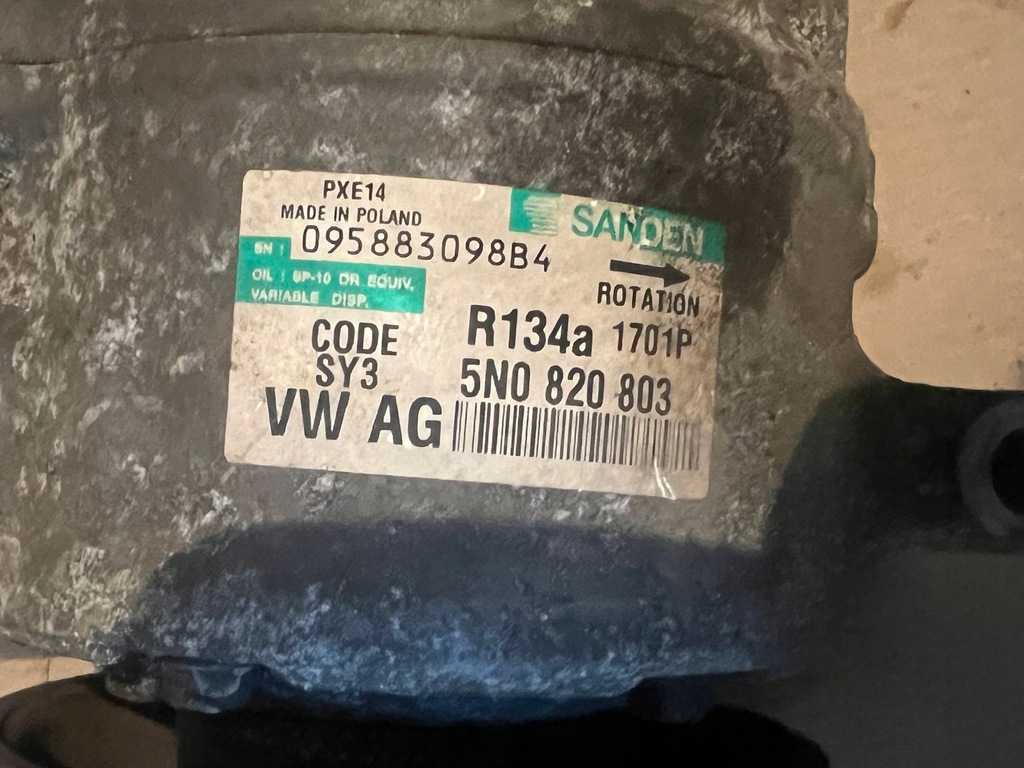 PXE14
MADE IN POLAND
SANDEN
SN : 095883098B4
OIL : SP-10 OR EQUIV.
VARIABLE DISP.
ROTATION
CODE
SY3
R134a 1701P
5N0 820 803
VW AG